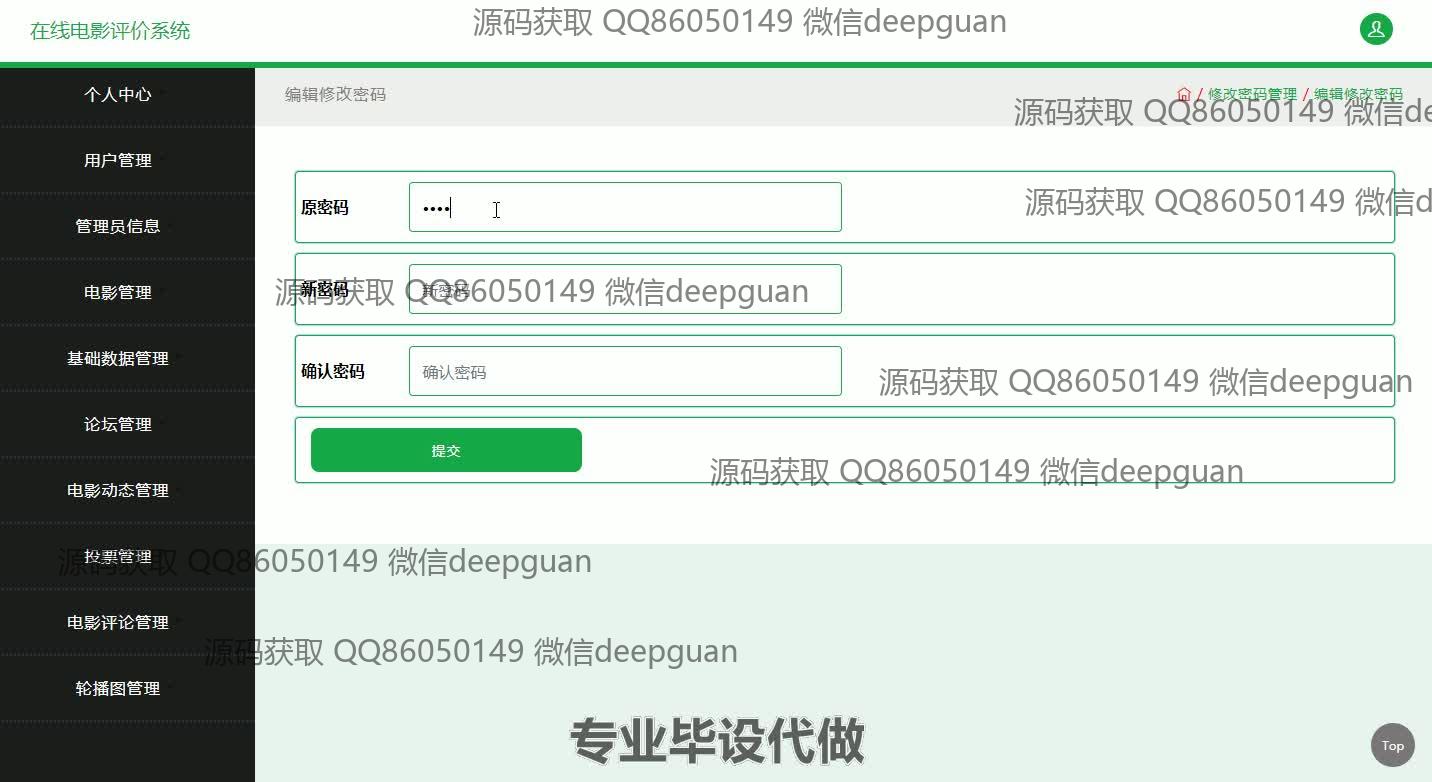 在线电影评价系统
源码获取 QQ86050149 微信deepguan
个人中心
用户管理
管理员信息
电影管理
基础数据管理
论坛管理
电影动态管理
投票管理
电影评论管理
轮播图管理
编辑修改密码
/ 修改密码管理 / 编辑修改密码
源码获取 QQ86050149 微信de
原密码
••••
源码获取 QQ86050149 微信d
新密码
新密码
源码获取 QQ86050149 微信deepguan
确认密码
确认密码
源码获取 QQ86050149 微信deepguan
提交
源码获取 QQ86050149 微信deepguan
源码获取 QQ86050149 微信deepguan
源码获取 QQ86050149 微信deepguan
专业毕设代做
Top